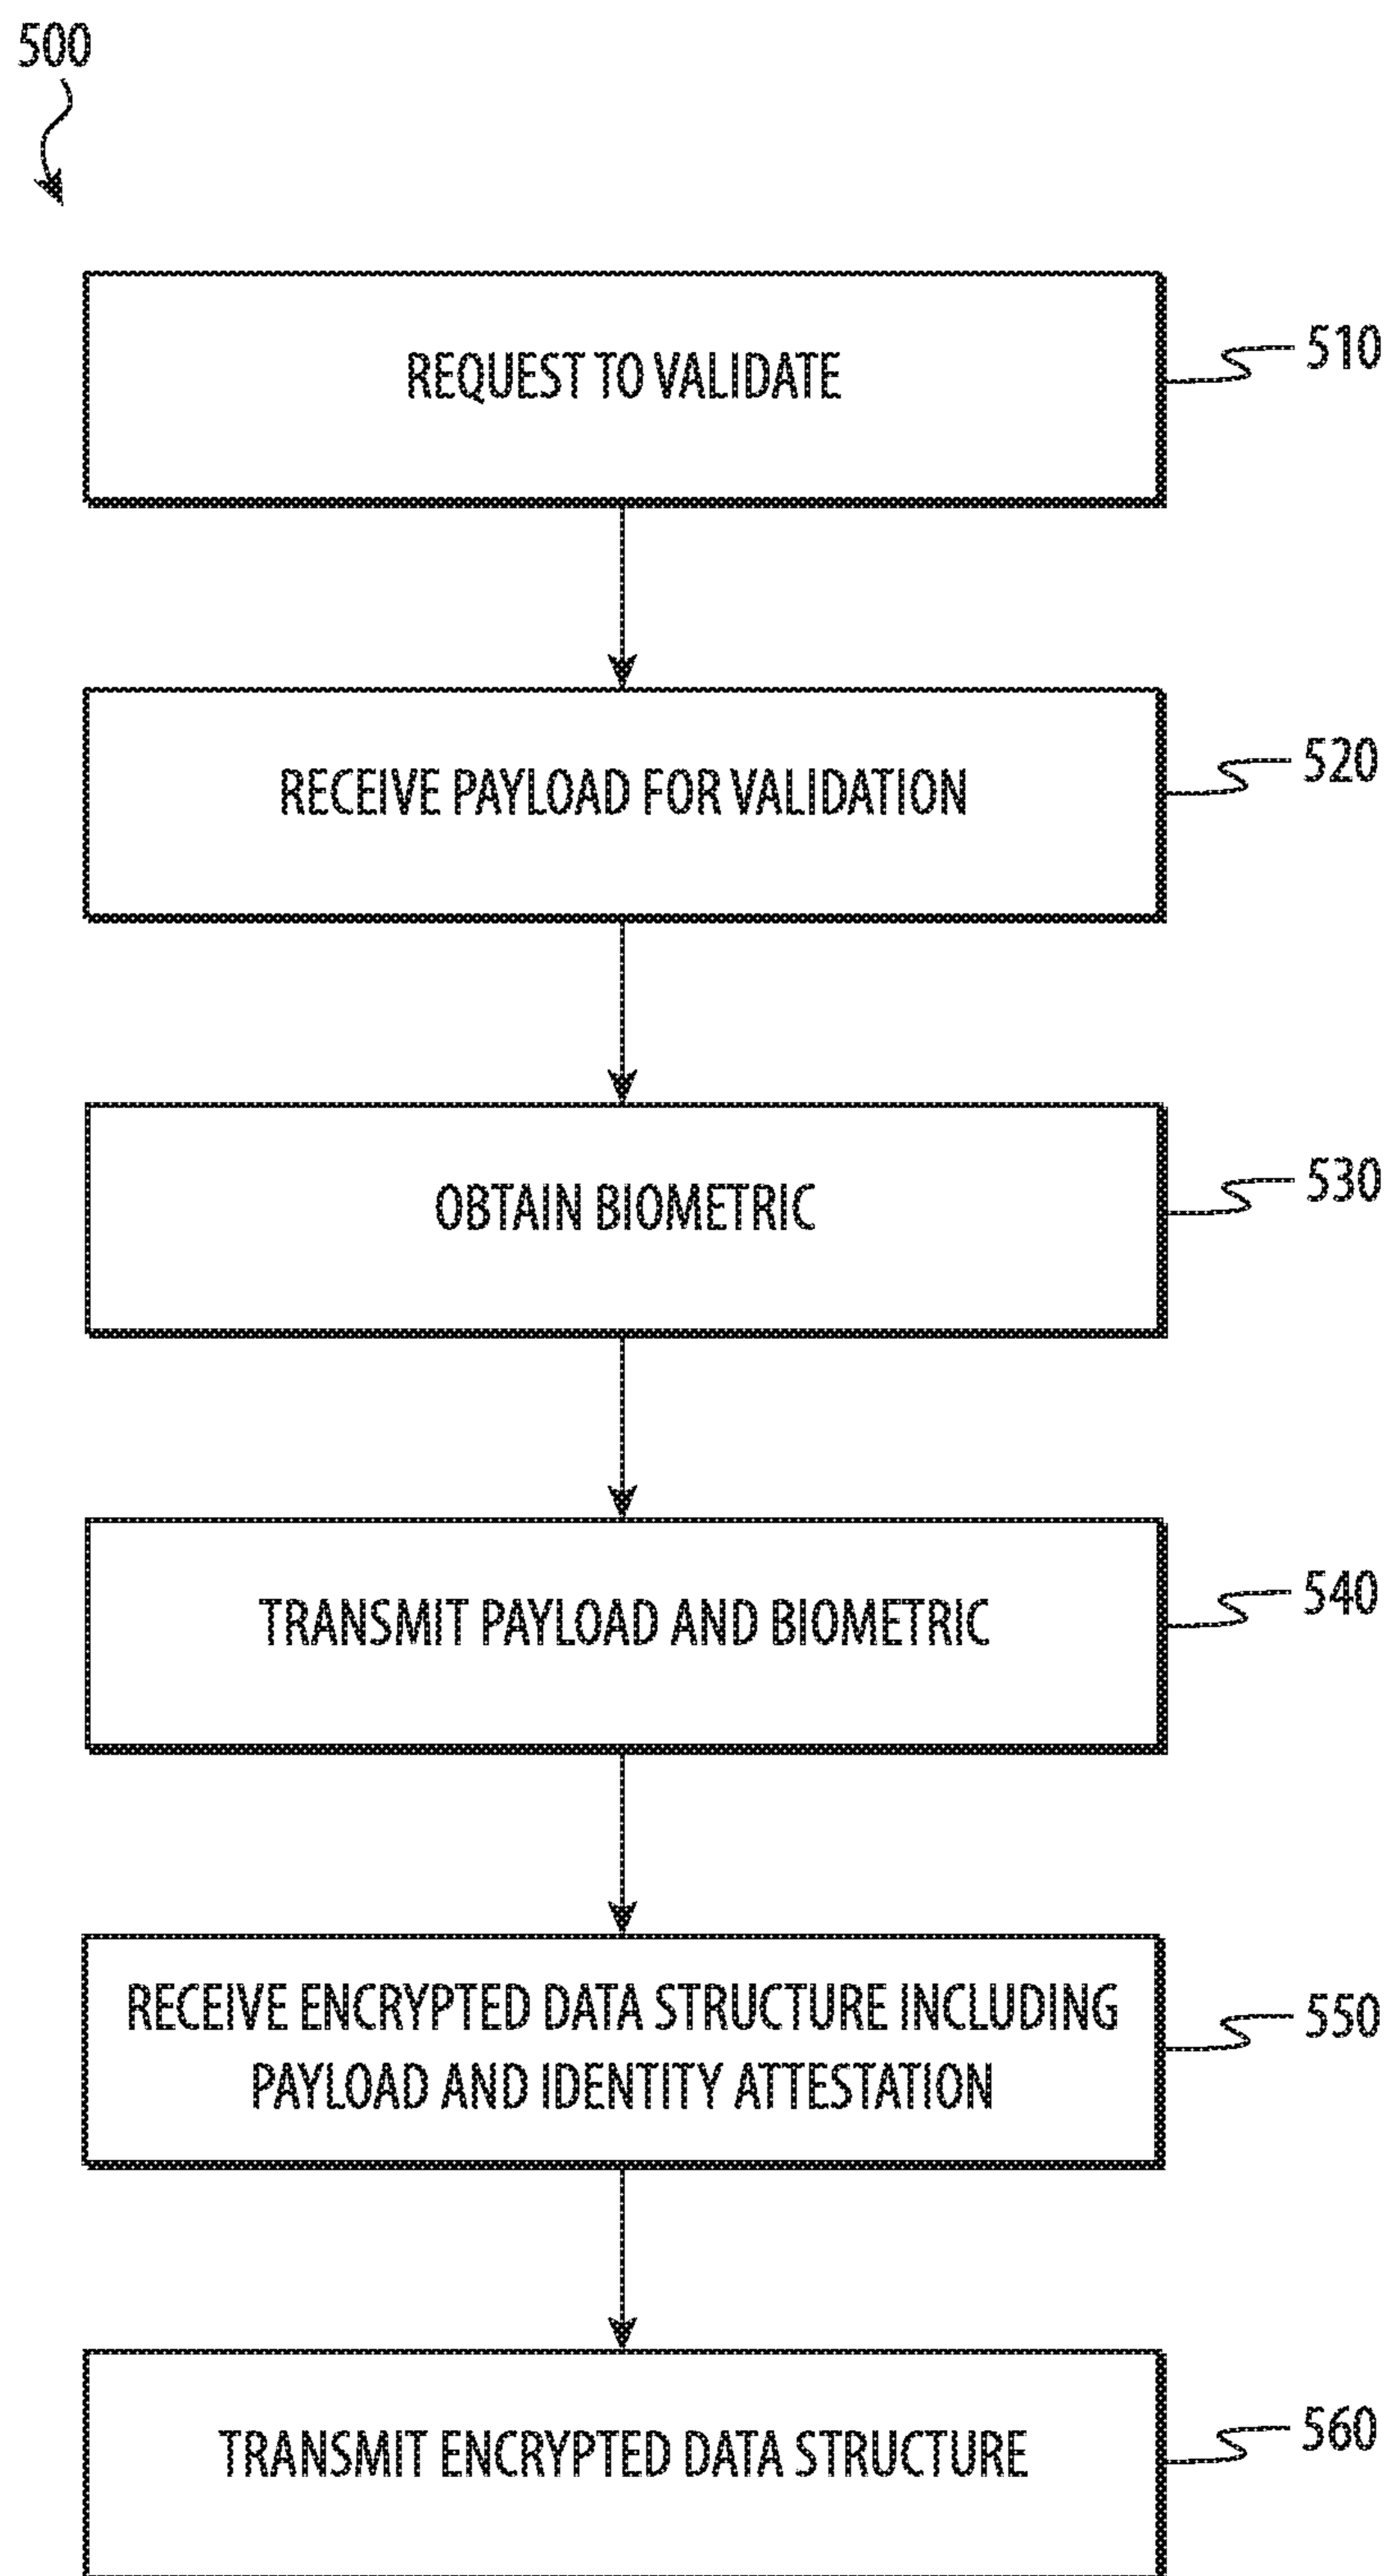 500
REQUEST TO VALIDATE
510
RECEIVE PAYLOAD FOR VALIDATION
520
OBTAIN BIOMETRIC
530
TRANSMIT PAYLOAD AND BIOMETRIC
540
RECEIVE ENCRYPTED DATA STRUCTURE INCLUDING
PAYLOAD AND IDENTITY ATTESTATION
550
TRANSMIT ENCRYPTED DATA STRUCTURE
560